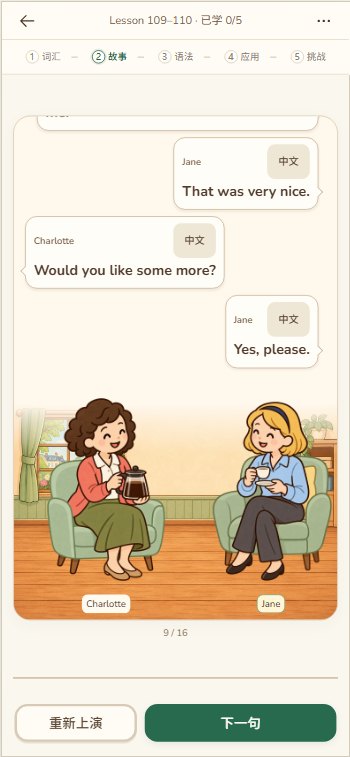 Lesson 109–110 · 已学 0/5
1 词汇 – 2 故事 – 3 语法 – 4 应用 – 5 挑战
Jane 中文
That was very nice.
Charlotte 中文
Would you like some more?
Jane 中文
Yes, please.
Charlotte Jane
9 / 16
重新上演 下一句